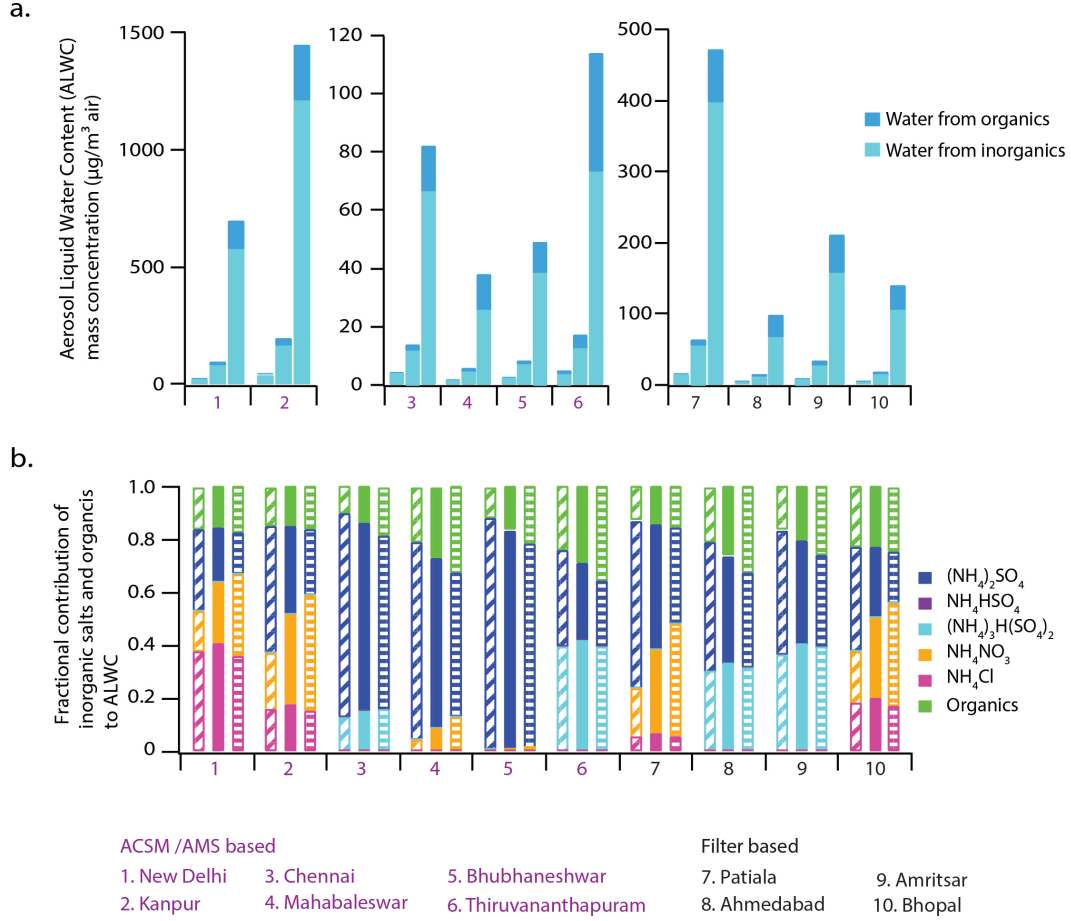 a.
Aerosol Liquid Water Content (ALWC)
mass concentration (μg/m³ air)
1500
1000
500
0
1
2
120
100
80
60
40
20
0
3
4
5
6
500
400
300
200
100
0
7
8
9
10
Water from organics
Water from inorganics
b.
Fractional contribution of
inorganic salts and organcis
to ALWC
1.0
0.8
0.6
0.4
0.2
0
1
2
3
4
5
6
7
8
9
10
(NH₄)₂SO₄
NH₄HSO₄
(NH₄)₃H(SO₄)₂
NH₄NO₃
NH₄Cl
Organics
ACSM /AMS based
1. New Delhi
2. Kanpur
3. Chennai
4. Mahabaleswar
5. Bhubhaneshwar
6. Thiruvananthapuram
Filter based
7. Patiala
8. Ahmedabad
9. Amritsar
10. Bhopal